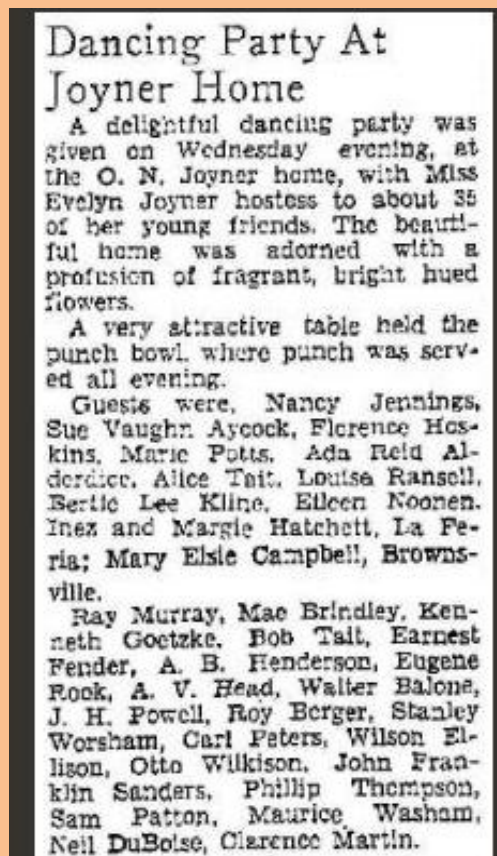 Dancing Party At
Joyner Home
A delightful dancing party was
given on Wednesday evening, at
the O. N. Joyner home, with Miss
Evelyn Joyner hostess to about 35
of her young friends. The beauti-
ful home was adorned with a
profusion of fragrant, bright hued
flowers.
A very attractive table held the
punch bowl, where punch was serv-
ed all evening.
Guests were, Nancy Jennings,
Sue Vaughn Aycock, Florence Hos-
kins, Marie Potts, Ada Reid Al-
derdice, Alice Tait, Louisa Ransell,
Bertie Lee Kline, Eileen Noonen,
Inez and Margie Hatchett, La Fe-
ria; Mary Elsie Campbell, Browns-
ville.
Ray Murray, Mac Brindley, Ken-
neth Goetzke, Bob Tait, Earnest
Fender, A. B. Henderson, Eugene
Rook, A. V. Head, Walter Balone,
J. H. Powell, Roy Berger, Stanley
Worsham, Carl Peters, Wilson El-
lison, Otto Wilkison, John Fran-
klin Sanders, Phillip Thompson,
Sam Patton, Maurice Washam,
Neil DuBoise, Clarence Martin.